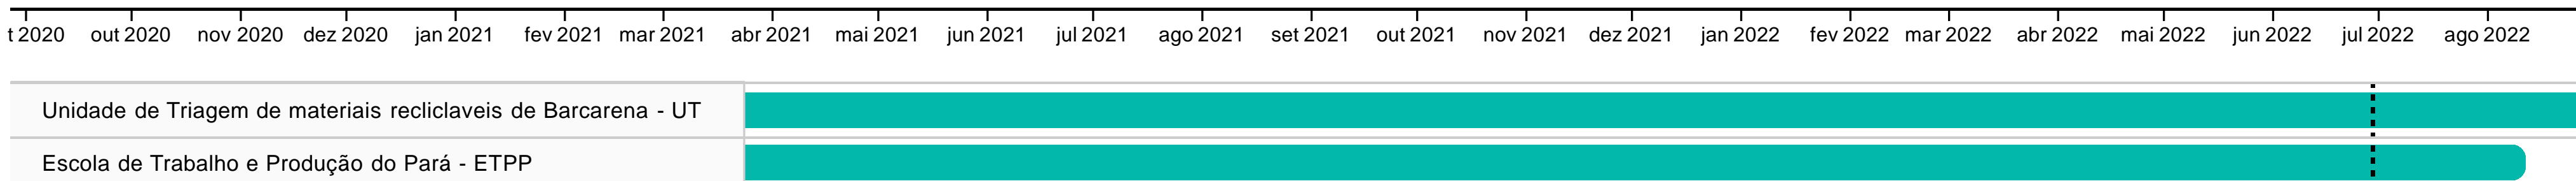 t 2020 out 2020 nov 2020 dez 2020 jan 2021 fev 2021 mar 2021 abr 2021 mai 2021 jun 2021 jul 2021 ago 2021 set 2021 out 2021 nov 2021 dez 2021 jan 2022 fev 2022 mar 2022 abr 2022 mai 2022 jun 2022 jul 2022 ago 2022
Unidade de Triagem de materiais recliclaveis de Barcarena - UT
Escola de Trabalho e Produção do Pará - ETPP